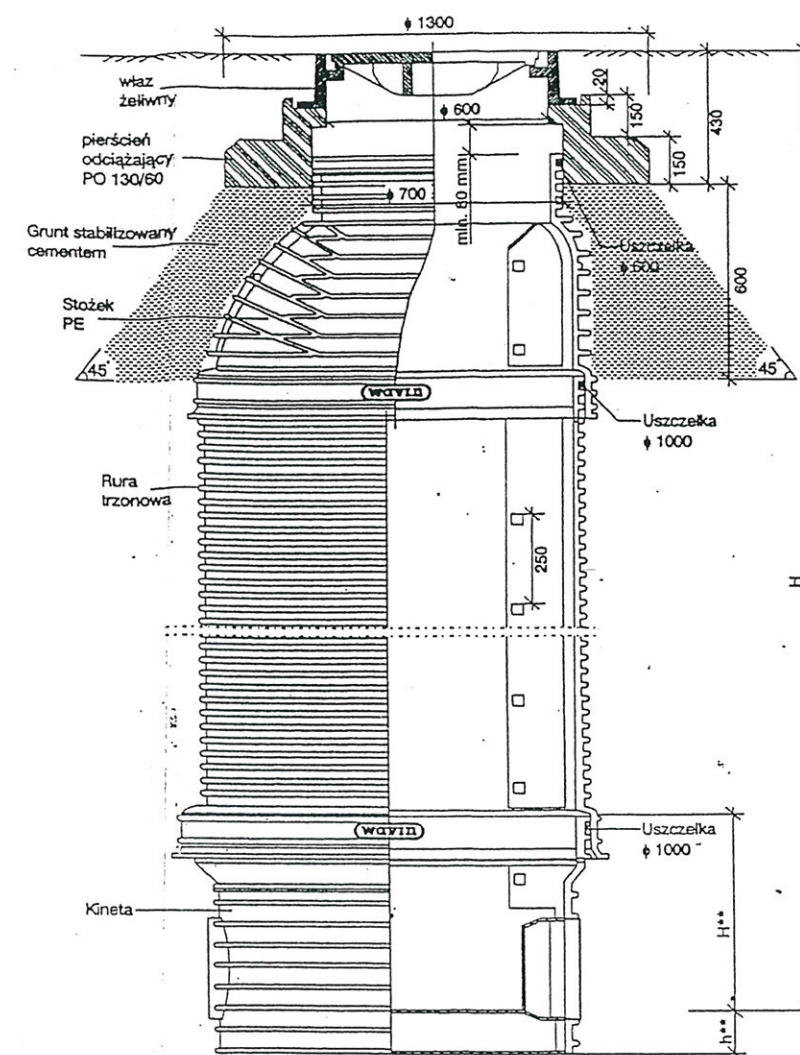 ϕ 1300
właz
żeliwny
20
150
430
ϕ 600
pierścień
odciążający
PO 130/60
150
min. 80 mm
ϕ 700
Grunt stabilizowany
cementem
Uszczelka
ϕ 600
600
Stożek
PE
45°
45°
wavin
Uszczelka
ϕ 1000
Rura
trzonowa
250
H
wavin
Uszczelka
ϕ 1000
Kineta
H**
h**